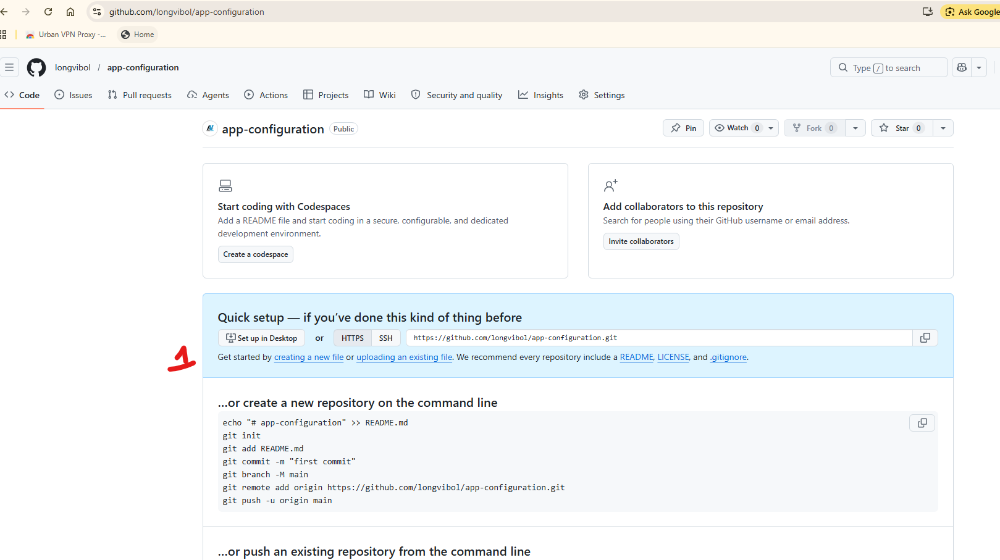 github.com/longvibol/app-configuration
Ask Google
Urban VPN Proxy -...
Home
longvibol / app-configuration
Type / to search
Code Issues Pull requests Agents Actions Projects Wiki Security and quality Insights Settings
app-configuration Public
Pin Watch 0 Fork 0 Star 0
Start coding with Codespaces
Add a README file and start coding in a secure, configurable, and dedicated
development environment.
Create a codespace
Add collaborators to this repository
Search for people using their GitHub username or email address.
Invite collaborators
Quick setup — if you’ve done this kind of thing before
Set up in Desktop or HTTPS SSH https://github.com/longvibol/app-configuration.git
1
Get started by creating a new file or uploading an existing file. We recommend every repository include a README, LICENSE, and .gitignore.
…or create a new repository on the command line
echo "# app-configuration" >> README.md
git init
git add README.md
git commit -m "first commit"
git branch -M main
git remote add origin https://github.com/longvibol/app-configuration.git
git push -u origin main
…or push an existing repository from the command line